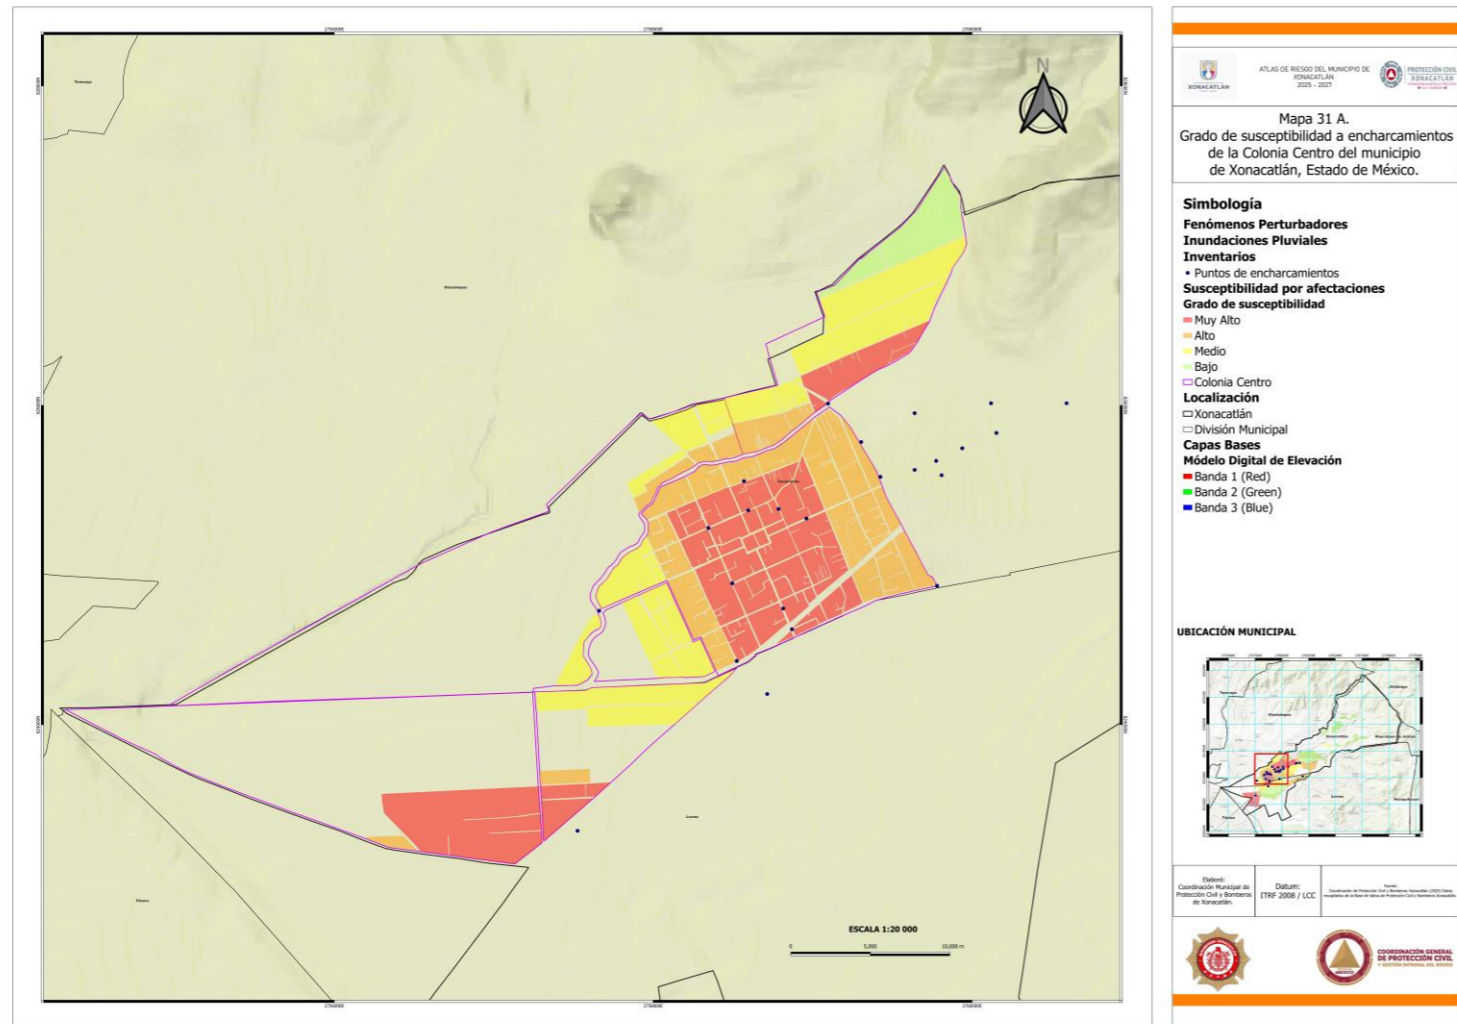 N
ESCALA 1:20 000
0 5,000 10,000 m
XONACATLÁN
ATLAS DE RIESGO DEL MUNICIPIO DE
XONACATLÁN
2025 - 2027
PROTECCIÓN CIVIL
XONACATLÁN
Mapa 31 A.
Grado de susceptibilidad a encharcamientos
de la Colonia Centro del municipio
de Xonacatlán, Estado de México.
Simbología
Fenómenos Perturbadores
Inundaciones Pluviales
Inventarios
Puntos de encharcamientos
Susceptibilidad por afectaciones
Grado de susceptibilidad
Muy Alto
Alto
Medio
Bajo
Colonia Centro
Localización
Xonacatlán
División Municipal
Capas Bases
Módelo Digital de Elevación
Banda 1 (Red)
Banda 2 (Green)
Banda 3 (Blue)
UBICACIÓN MUNICIPAL
Elaboró:
Coordinación Municipal de
Protección Civil y Bomberos
de Xonacatlán.
Datum:
ITRF 2008 / LCC
COORDINACIÓN GENERAL
DE PROTECCIÓN CIVIL
Y GESTIÓN INTEGRAL DEL RIESGO